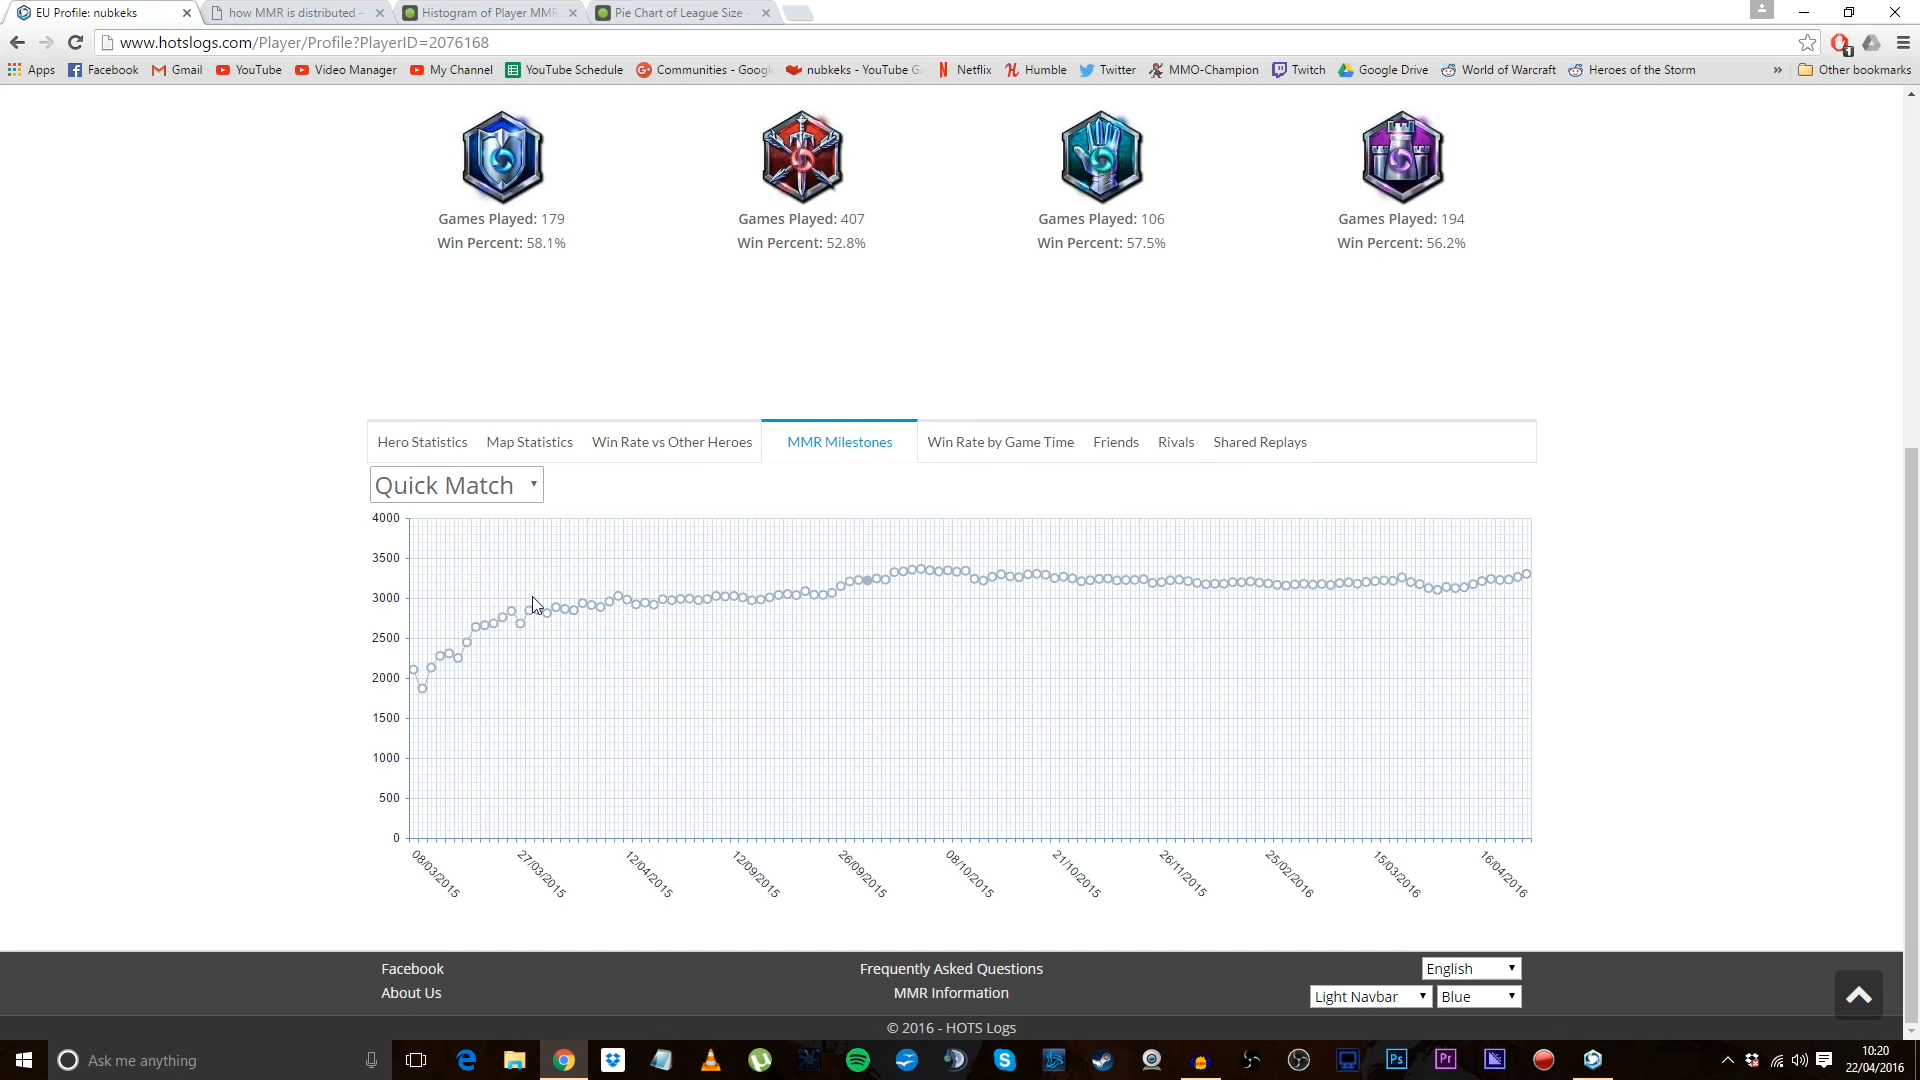 EU Profile: nubkeks
how MMR is distributed –
Histogram of Player MMR
Pie Chart of League Size -
www.hotslogs.com/Player/Profile?PlayerID=2076168
Apps Facebook Gmail YouTube Video Manager My Channel YouTube Schedule Communities - Googl nubkeks - YouTube G Netflix Humble Twitter MMO-Champion Twitch Google Drive World of Warcraft Heroes of the Storm » Other bookmarks
Games Played: 179 Games Played: 407 Games Played: 106 Games Played: 194
Win Percent: 58.1% Win Percent: 52.8% Win Percent: 57.5% Win Percent: 56.2%
Hero Statistics Map Statistics Win Rate vs Other Heroes MMR Milestones Win Rate by Game Time Friends Rivals Shared Replays
Quick Match
4000
3500
3000
2500
2000
1500
1000
500
0
08/03/2015 27/03/2015 12/04/2015 12/09/2015 26/09/2015 08/10/2015 21/10/2015 26/11/2015 25/02/2016 15/03/2016 16/04/2016
Facebook Frequently Asked Questions English
About Us MMR Information Light Navbar Blue
© 2016 - HOTS Logs
Ask me anything
Ps Pr
10:20
22/04/2016